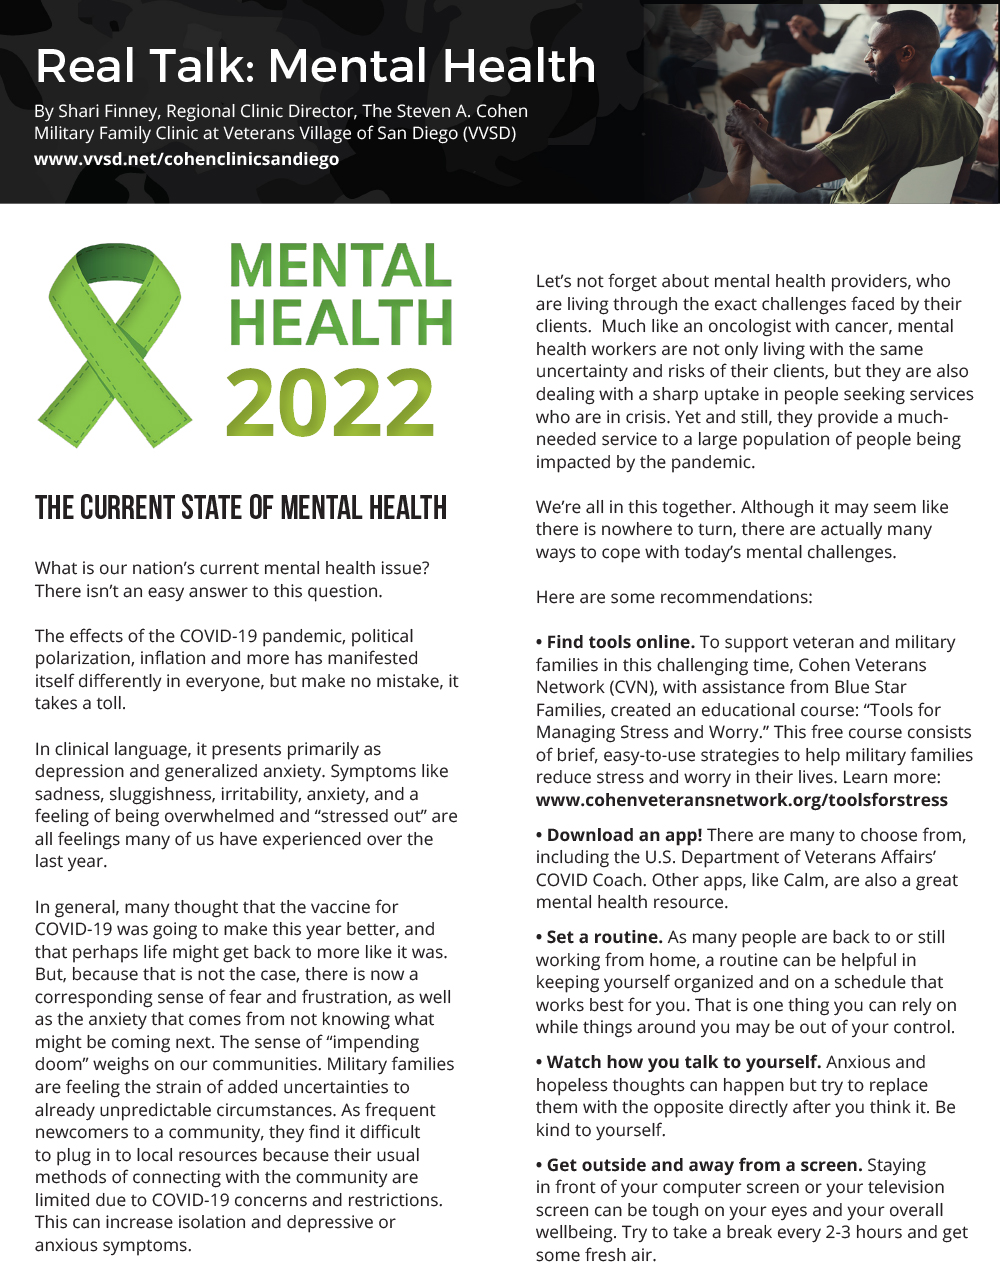 Real Talk: Mental Health
By Shari Finney, Regional Clinic Director, The Steven A. Cohen
Military Family Clinic at Veterans Village of San Diego (VVSD)
www.vvsd.net/cohenclinicsandiego
MENTAL
HEALTH
2022
THE CURRENT STATE OF MENTAL HEALTH
What is our nation’s current mental health issue?
There isn’t an easy answer to this question.
The effects of the COVID-19 pandemic, political
polarization, inflation and more has manifested
itself differently in everyone, but make no mistake, it
takes a toll.
In clinical language, it presents primarily as
depression and generalized anxiety. Symptoms like
sadness, sluggishness, irritability, anxiety, and a
feeling of being overwhelmed and “stressed out” are
all feelings many of us have experienced over the
last year.
In general, many thought that the vaccine for
COVID-19 was going to make this year better, and
that perhaps life might get back to more like it was.
But, because that is not the case, there is now a
corresponding sense of fear and frustration, as well
as the anxiety that comes from not knowing what
might be coming next. The sense of “impending
doom” weighs on our communities. Military families
are feeling the strain of added uncertainties to
already unpredictable circumstances. As frequent
newcomers to a community, they find it difficult
to plug in to local resources because their usual
methods of connecting with the community are
limited due to COVID-19 concerns and restrictions.
This can increase isolation and depressive or
anxious symptoms.
Let’s not forget about mental health providers, who
are living through the exact challenges faced by their
clients.  Much like an oncologist with cancer, mental
health workers are not only living with the same
uncertainty and risks of their clients, but they are also
dealing with a sharp uptake in people seeking services
who are in crisis. Yet and still, they provide a much-
needed service to a large population of people being
impacted by the pandemic.
We’re all in this together. Although it may seem like
there is nowhere to turn, there are actually many
ways to cope with today’s mental challenges.
Here are some recommendations:
• Find tools online. To support veteran and military
families in this challenging time, Cohen Veterans
Network (CVN), with assistance from Blue Star
Families, created an educational course: “Tools for
Managing Stress and Worry.” This free course consists
of brief, easy-to-use strategies to help military families
reduce stress and worry in their lives. Learn more:
www.cohenveteransnetwork.org/toolsforstress
• Download an app! There are many to choose from,
including the U.S. Department of Veterans Affairs’
COVID Coach. Other apps, like Calm, are also a great
mental health resource.
• Set a routine. As many people are back to or still
working from home, a routine can be helpful in
keeping yourself organized and on a schedule that
works best for you. That is one thing you can rely on
while things around you may be out of your control.
• Watch how you talk to yourself. Anxious and
hopeless thoughts can happen but try to replace
them with the opposite directly after you think it. Be
kind to yourself.
• Get outside and away from a screen. Staying
in front of your computer screen or your television
screen can be tough on your eyes and your overall
wellbeing. Try to take a break every 2-3 hours and get
some fresh air.